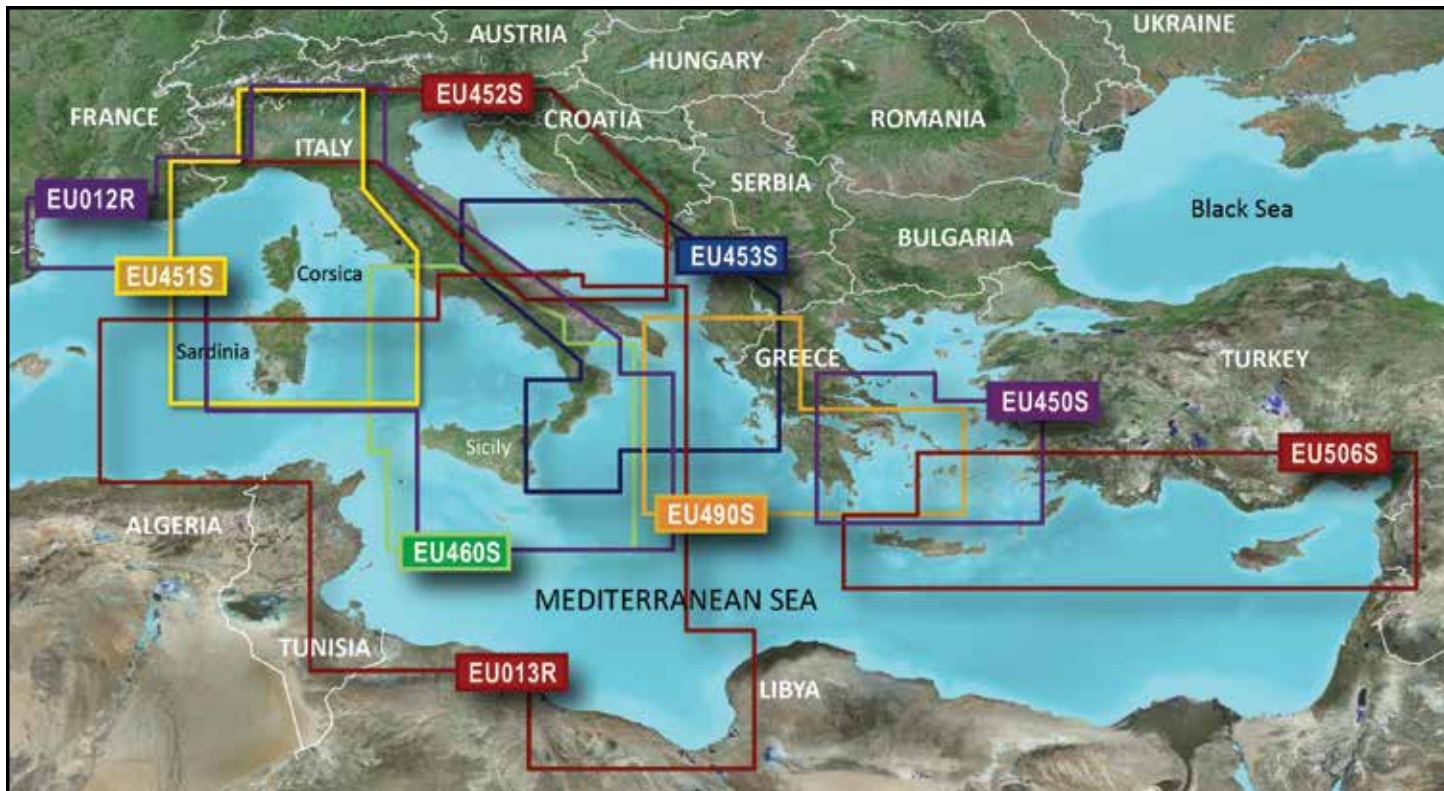 UKRAINE
AUSTRIA
HUNGARY
EU452S
FRANCE
CROATIA
ROMANIA
ITALY
SERBIA
EU012R
Black Sea
BULGARIA
EU453S
EU451S
Corsica
Sardinia
GREECE
TURKEY
EU450S
Sicily
EU506S
EU490S
ALGERIA
EU460S
MEDITERRANEAN SEA
TUNISIA
EU013R
LIBYA